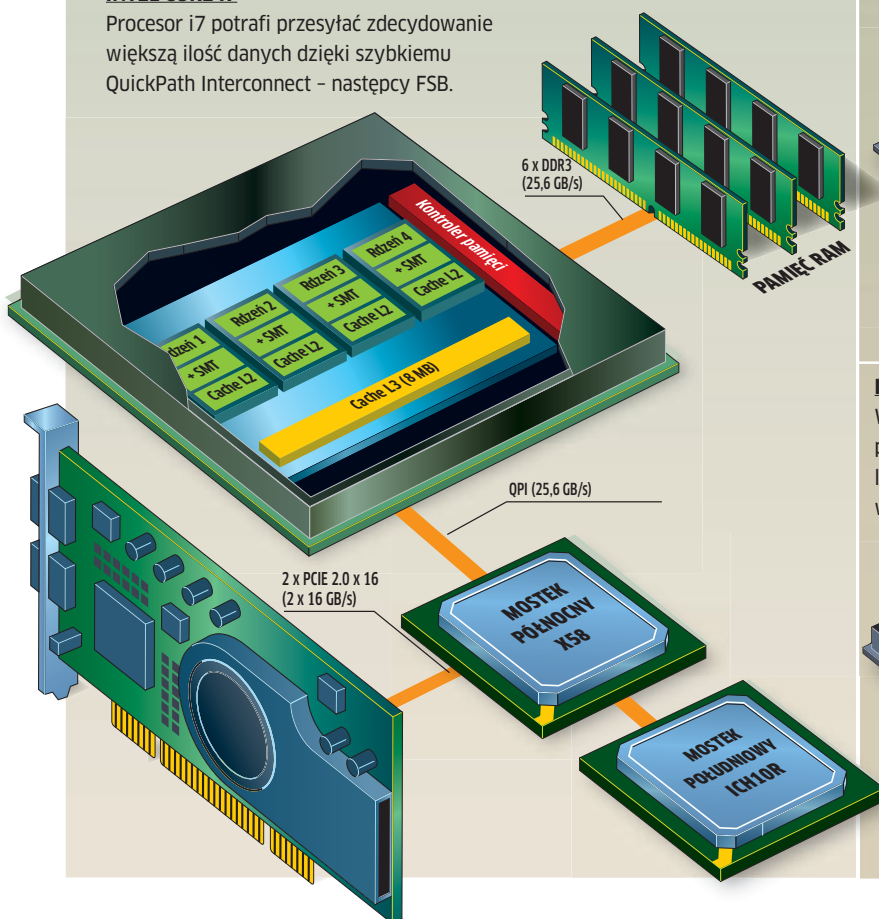 Procesor i7 potrafi przesyłać zdecydowanie
większą ilość danych dzięki szybkiemu
QuickPath Interconnect – następcy FSB.
6 x DDR3
(25,6 GB/s)
PAMIĘĆ RAM
Kontroler pamięci
Rdzeń 4
+ SMT
Cache L2
Rdzeń 3
+ SMT
Cache L2
Rdzeń 2
+ SMT
Cache L2
dzeń 1
+ SMT
Cache L2
Cache L3 (8 MB)
QPI (25,6 GB/s)
2 x PCIE 2.0 x 16
(2 x 16 GB/s)
MOSTEK
PÓŁNOCNY
X58
MOSTEK
POŁUDNIOWY
ICH10R